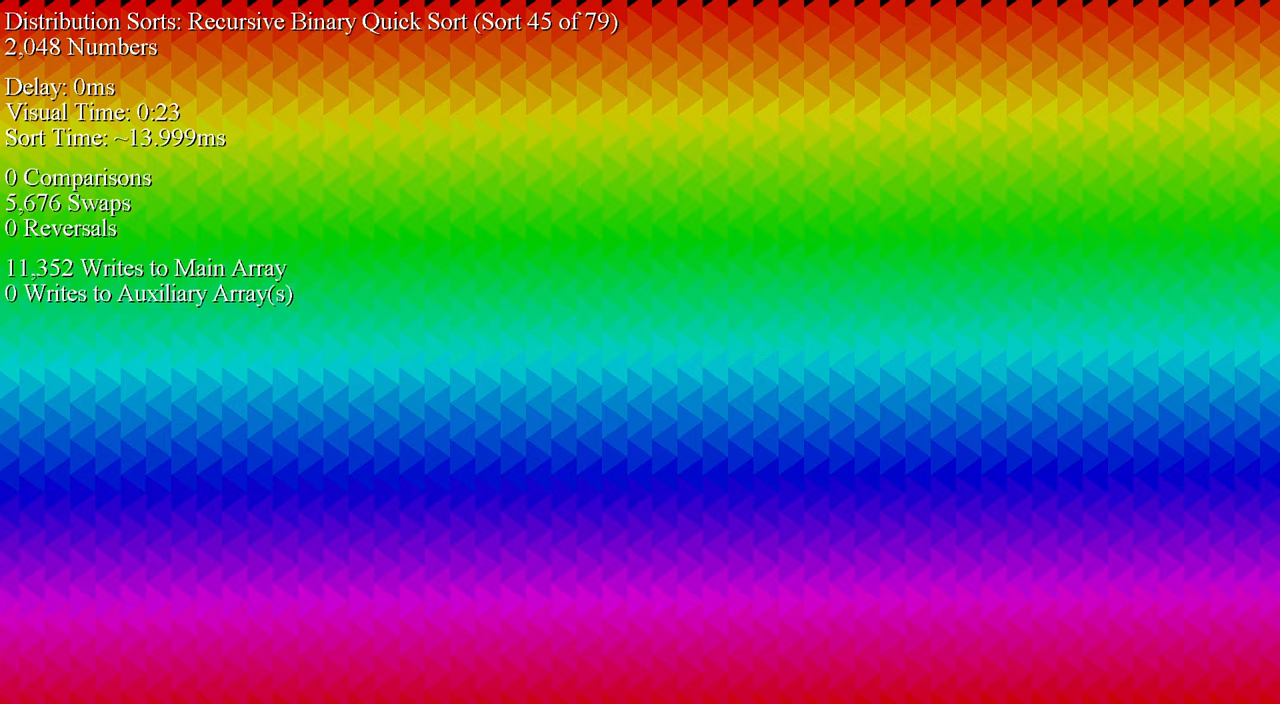 Distribution Sorts: Recursive Binary Quick Sort (Sort 45 of 79)
2,048 Numbers
Delay: 0ms
Visual Time: 0:23
Sort Time: ~13.999ms
0 Comparisons
5,676 Swaps
0 Reversals
11,352 Writes to Main Array
0 Writes to Auxiliary Array(s)